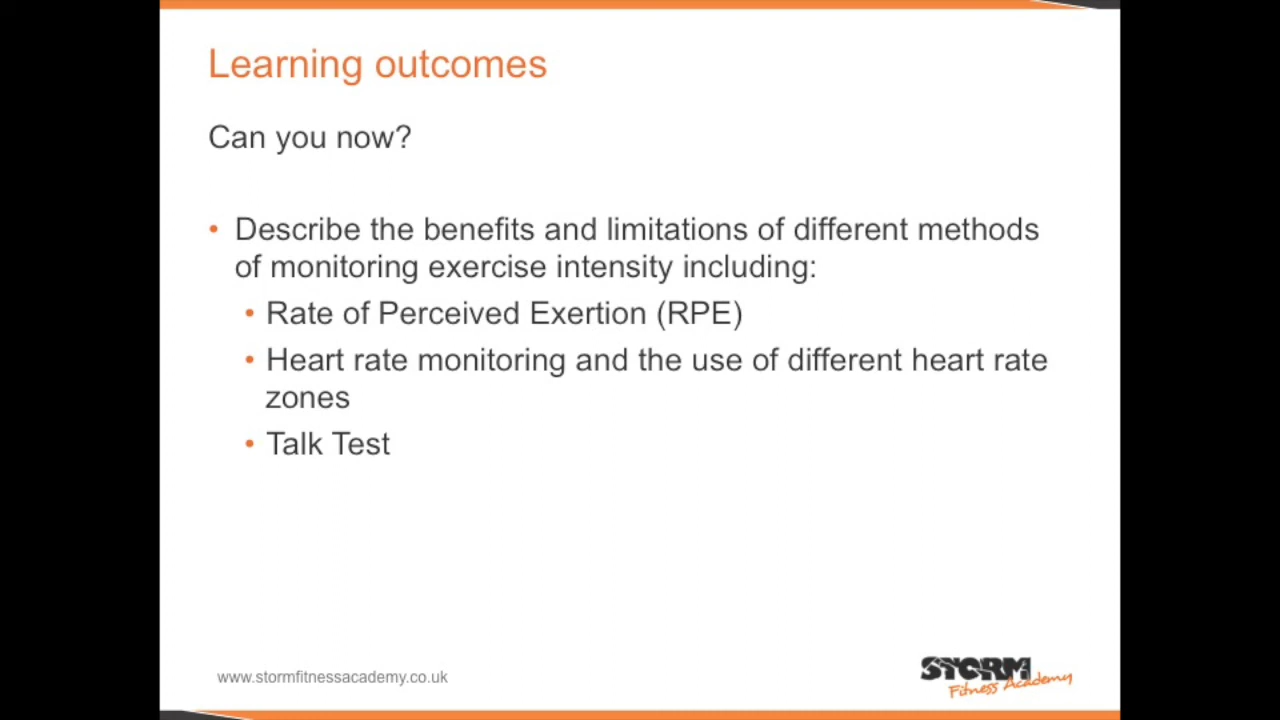 Learning outcomes
Can you now?
• Describe the benefits and limitations of different methods
of monitoring exercise intensity including:
• Rate of Perceived Exertion (RPE)
• Heart rate monitoring and the use of different heart rate
zones
• Talk Test
www.stormfitnessacademy.co.uk
STORM
Fitness Academy